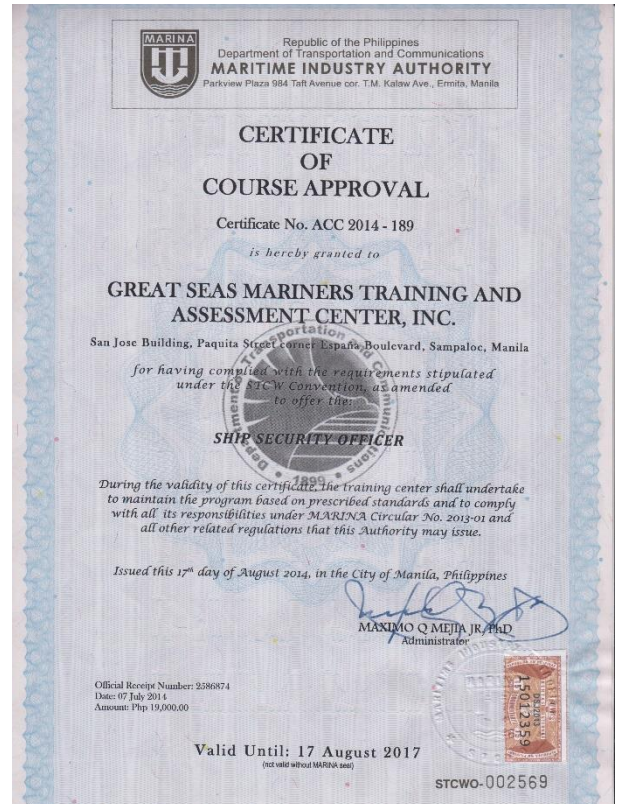 MARINA
Republic of the Philippines
Department of Transportation and Communications
MARITIME INDUSTRY AUTHORITY
Parkview Plaza 984 Taft Avenue cor. T.M. Kalaw Ave., Ermita, Manila
CERTIFICATE
OF
COURSE APPROVAL
Certificate No. ACC 2014 - 189
is hereby granted to
GREAT SEAS MARINERS TRAINING AND
ASSESSMENT CENTER, INC.
San Jose Building, Paquita Street corner España Boulevard, Sampaloc, Manila
for having complied with the requirements stipulated
under the STCW Convention, as amended
to offer the:
SHIP SECURITY OFFICER
Department of Transportation and Communications
1899
During the validity of this certificate, the training center shall undertake
to maintain the program based on prescribed standards and to comply
with all its responsibilities under MARINA Circular No. 2013-01 and
all other related regulations that this Authority may issue.
Issued this 17th day of August 2014, in the City of Manila, Philippines
MAXIMO Q MEJIA JR, PhD
Administrator
Official Receipt Number: 2586874
Date: 07 July 2014
Amount: Php 19,000.00
15012359
Valid Until: 17 August 2017
(not valid without MARINA seal)
STCWO-002569